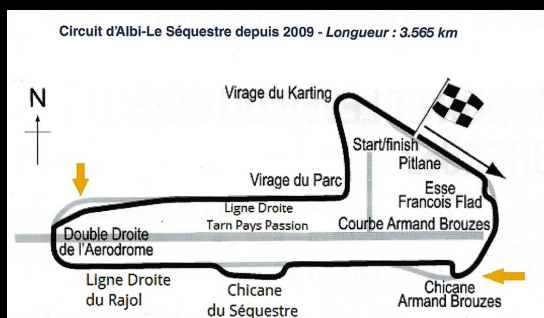 Circuit d'Albi-Le Séquestre depuis 2009 - Longueur : 3.565 km
N
Virage du Karting
Start/finish
Pitlane
Virage du Parc
Esse
Francois Flad
Ligne Droite
Tarn Pays Passion
Courbe Armand Brouzes
Double Droite
de l'Aerodrome
Ligne Droite
du Rajol
Chicane
du Séquestre
Chicane
Armand Brouzes